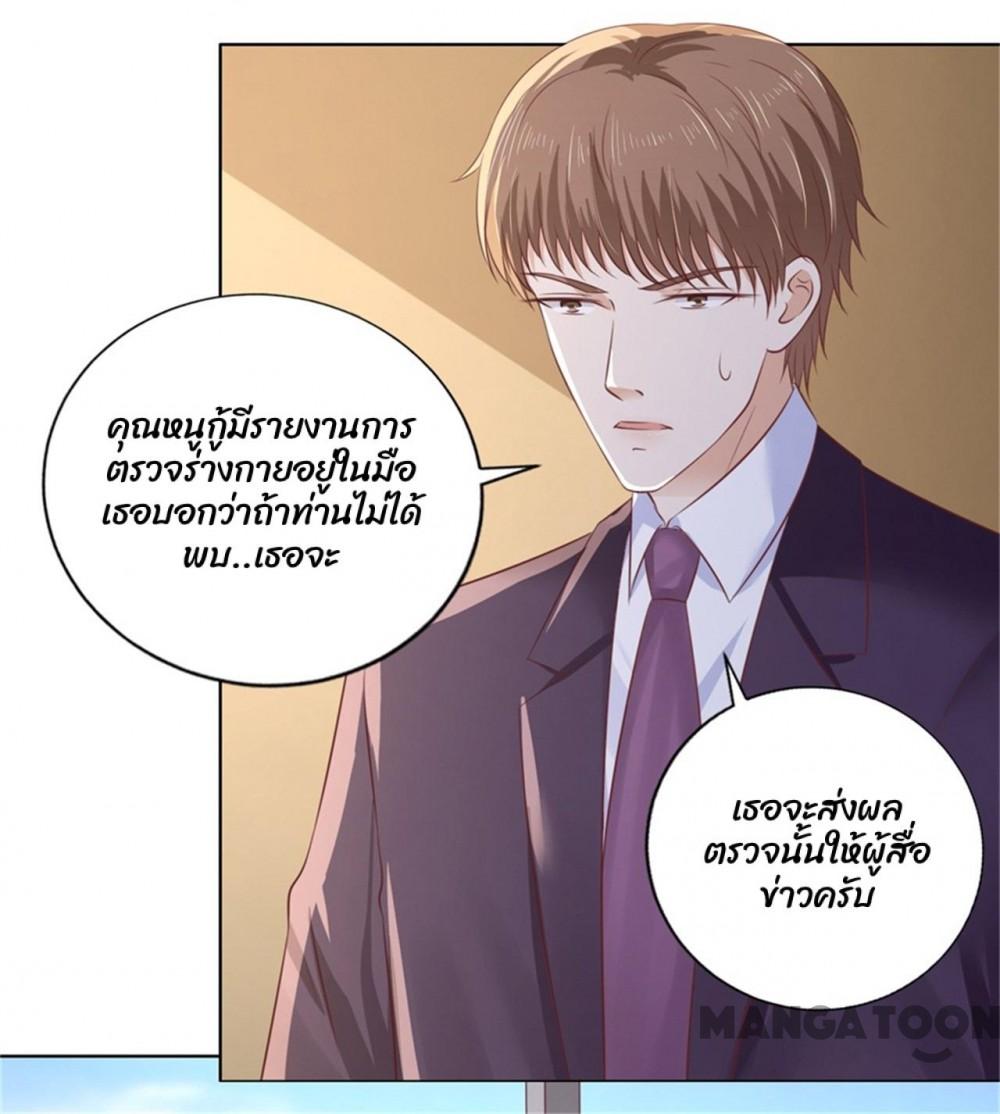 คุณหนูกู้มีรายงานการ
ตรวจร่างกายอยู่ในมือ
เธอบอกว่าถ้าท่านไม่ได้
พบ..เธอจะ
เธอจะส่งผล
ตรวจนั้นให้ผู้สื่อ
ข่าวครับ
MANGATOON